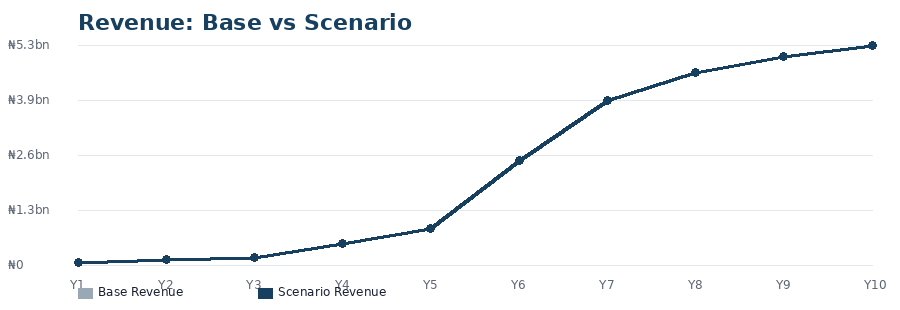 Revenue: Base vs Scenario
₦5.3bn
₦3.9bn
₦2.6bn
₦1.3bn
₦0
Y1 Y2 Y3 Y4 Y5 Y6 Y7 Y8 Y9 Y10
Base Revenue Scenario Revenue